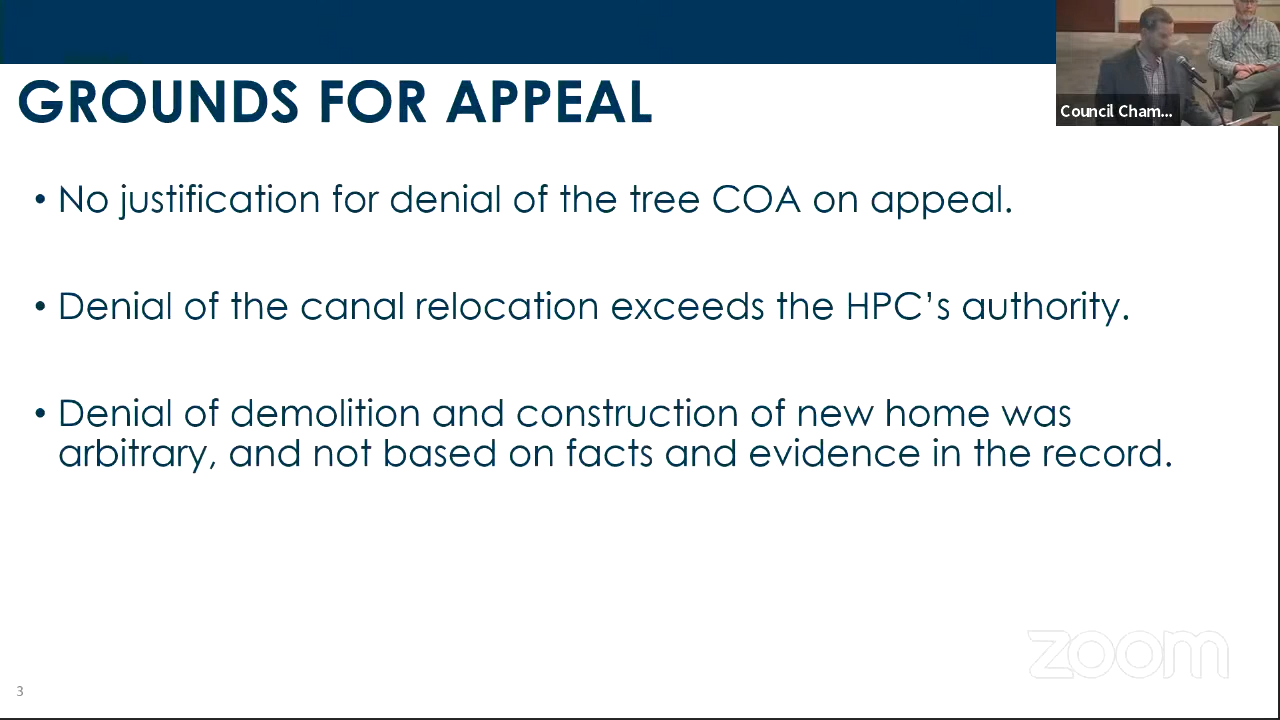 GROUNDS FOR APPEAL
Council Cham...
• No justification for denial of the tree COA on appeal.
• Denial of the canal relocation exceeds the HPC’s authority.
• Denial of demolition and construction of new home was
arbitrary, and not based on facts and evidence in the record.
zoom
3